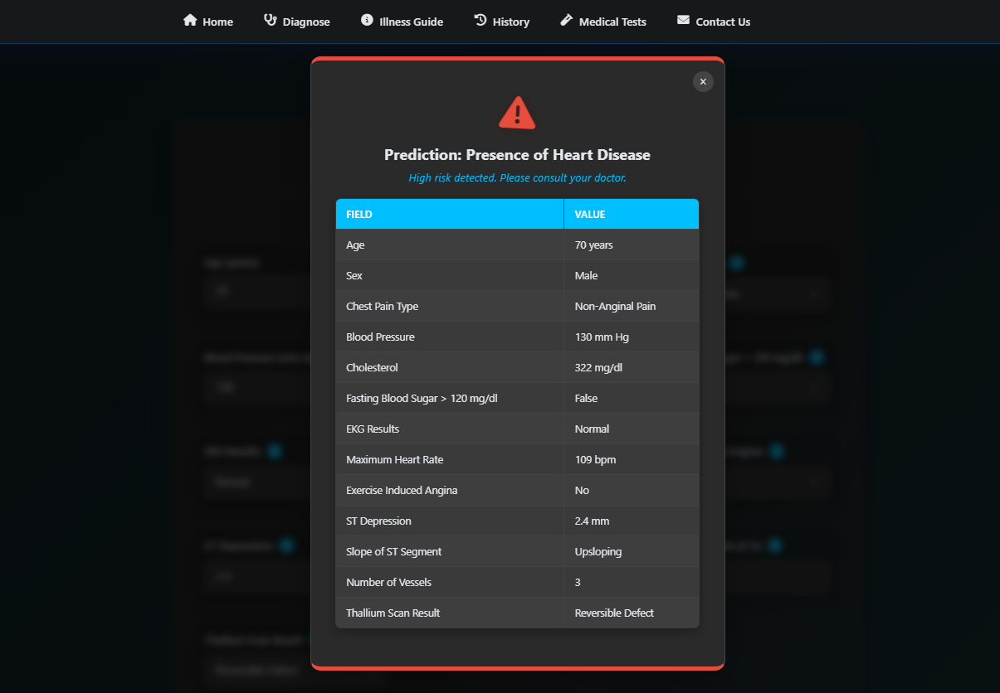 Home Diagnose Illness Guide History Medical Tests Contact Us
×
Prediction: Presence of Heart Disease
High risk detected. Please consult your doctor.
FIELD VALUE
Age 70 years
Sex Male
Chest Pain Type Non-Anginal Pain
Blood Pressure 130 mm Hg
Cholesterol 322 mg/dl
Fasting Blood Sugar > 120 mg/dl False
EKG Results Normal
Maximum Heart Rate 109 bpm
Exercise Induced Angina No
ST Depression 2.4 mm
Slope of ST Segment Upsloping
Number of Vessels 3
Thallium Scan Result Reversible Defect